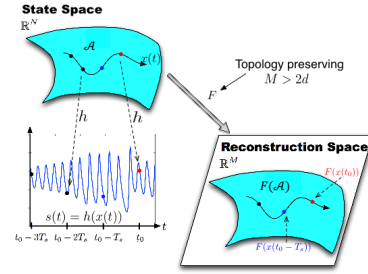 State Space
ℝ^N
𝒜
x(t)
h
h
Topology preserving
M > 2d
F
s(t) = h(x(t))
t
t₀ − 3Tₛ t₀ − 2Tₛ t₀ − Tₛ t₀
Reconstruction Space
ℝ^M
F(x(t₀))
F(𝒜)
F(x(t₀ − Tₛ))